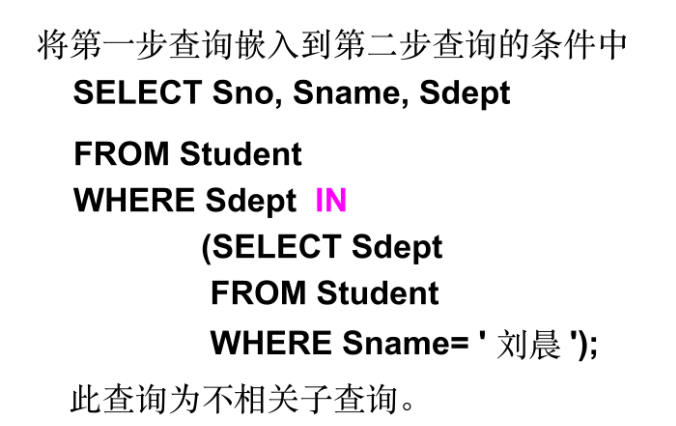 将第一步查询嵌入到第二步查询的条件中
SELECT Sno, Sname, Sdept
FROM Student
WHERE Sdept IN
(SELECT Sdept
FROM Student
WHERE Sname= ' 刘晨 ');
此查询为不相关子查询。